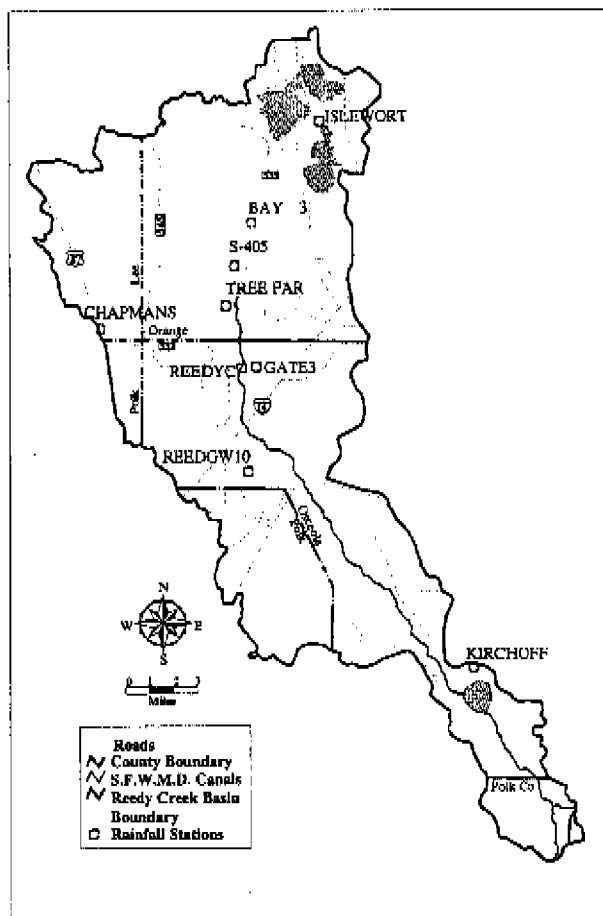 ISLEWORT
BAY 3
S-405
TREE PAR
CHAPMANS
Orange
Polk
REEDYC
GATE3
REEDGW10
Osceola
N
W E
S
Miles
KIRCHOFF
Polk Co
Roads
County Boundary
S.F.W.M.D. Canals
Reedy Creek Basin
Boundary
Rainfall Stations